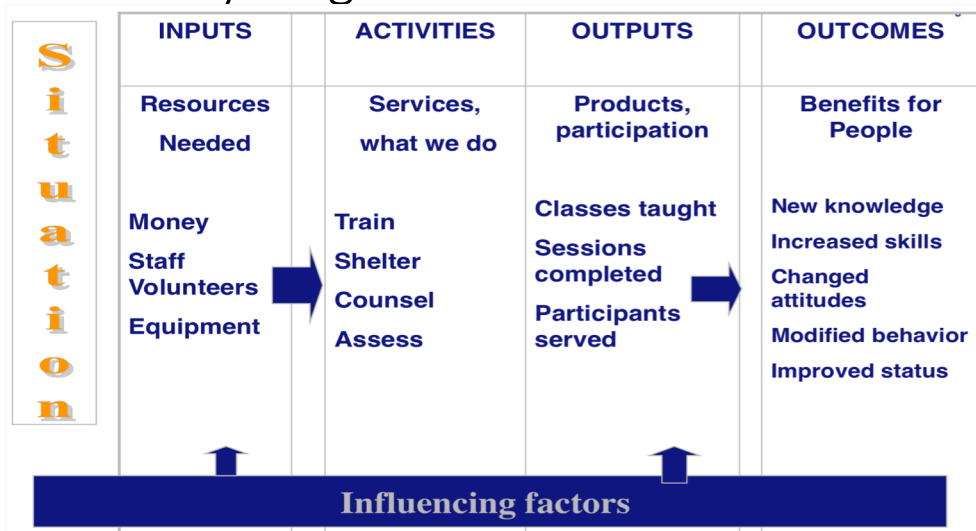 Situation
INPUTS
Resources
Needed
Money
Staff
Volunteers
Equipment
ACTIVITIES
Services,
what we do
Train
Shelter
Counsel
Assess
OUTPUTS
Products,
participation
Classes taught
Sessions
completed
Participants
served
OUTCOMES
Benefits for
People
New knowledge
Increased skills
Changed
attitudes
Modified behavior
Improved status
Influencing factors